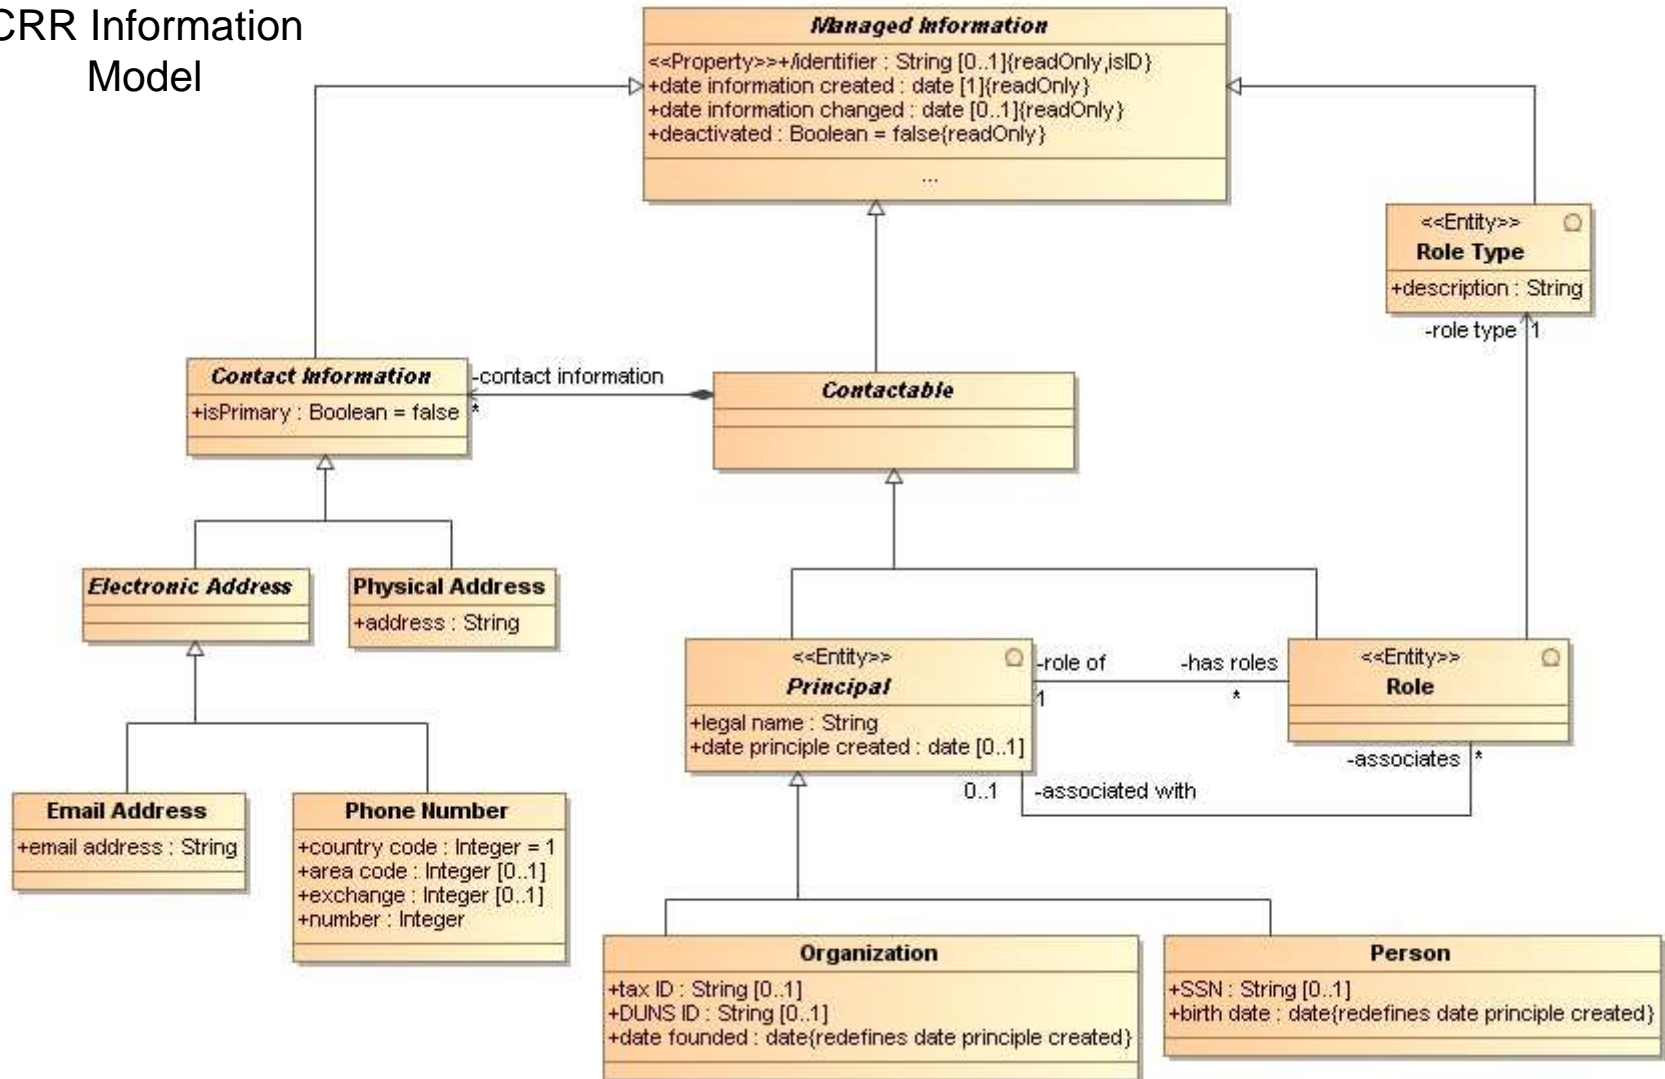 CRR Information
Model
Managed Information
<<Property>>+/identifier : String [0..1]{readOnly,isID}
+date information created : date [1]{readOnly}
+date information changed : date [0..1]{readOnly}
+deactivated : Boolean = false{readOnly}
...
<<Entity>>
Role Type
+description : String
-role type 1
Contact Information
+isPrimary : Boolean = false
-contact information
*
Contactable
Electronic Address
Physical Address
+address : String
<<Entity>>
Principal
+legal name : String
+date principle created : date [0..1]
-role of
1
-has roles
*
<<Entity>>
Role
-associates *
0..1 -associated with
Email Address
+email address : String
Phone Number
+country code : Integer = 1
+area code : Integer [0..1]
+exchange : Integer [0..1]
+number : Integer
Organization
+tax ID : String [0..1]
+DUNS ID : String [0..1]
+date founded : date{redefines date principle created}
Person
+SSN : String [0..1]
+birth date : date{redefines date principle created}